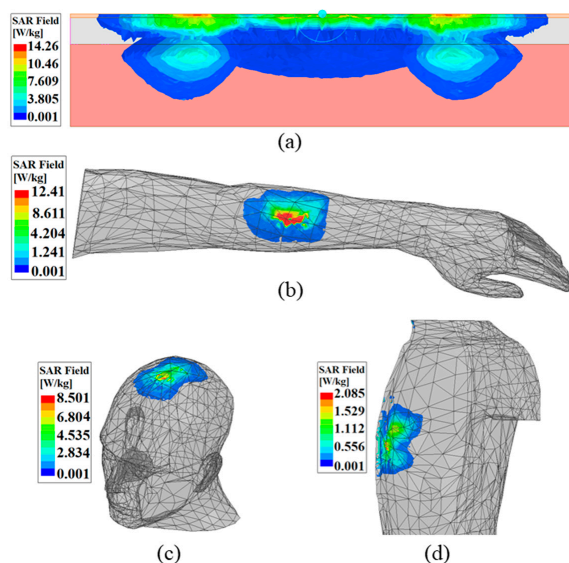 SAR Field
[W/kg]
14.26
10.46
7.609
3.805
0.001
(a)
SAR Field
[W/kg]
12.41
8.611
4.204
1.241
0.001
(b)
SAR Field
[W/kg]
8.501
6.804
4.535
2.834
0.001
(c)
SAR Field
[W/kg]
2.085
1.529
1.112
0.556
0.001
(d)